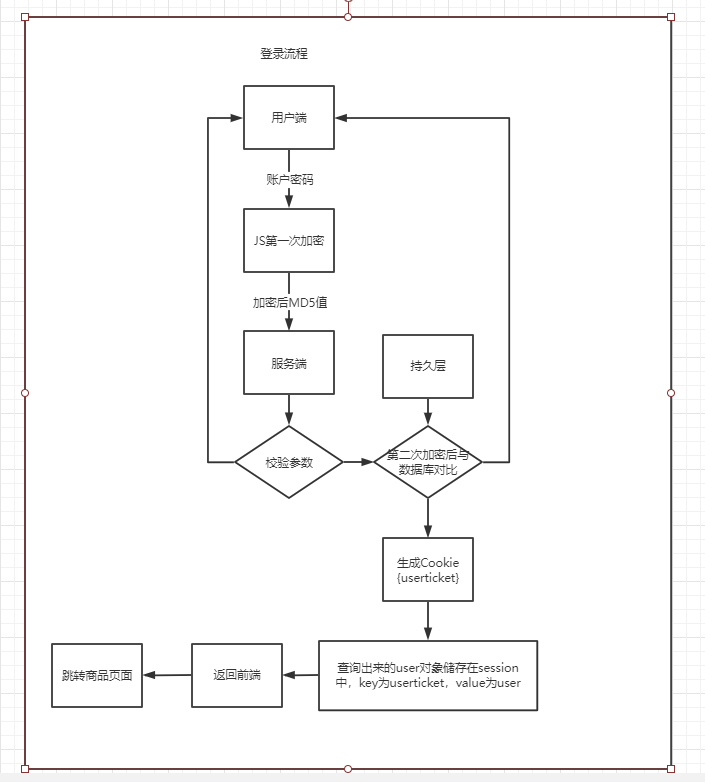 登录流程
用户端
账户密码
JS第一次加密
加密后MD5值
服务端
持久层
校验参数
第二次加密后与
数据库对比
生成Cookie
{userticket}
查询出来的user对象储存在session
中，key为userticket，value为user
返回前端
跳转商品页面